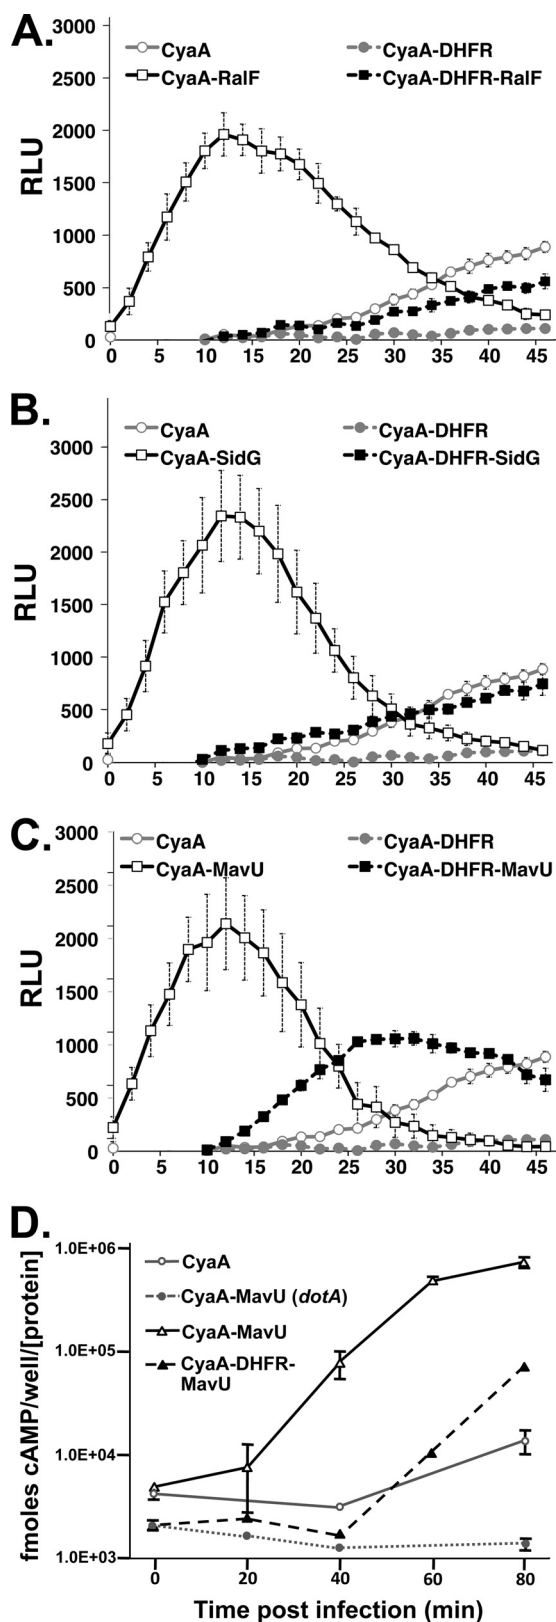 A.
CyaA CyaA-DHFR
CyaA-RalF CyaA-DHFR-RalF
RLU
3000
2500
2000
1500
1000
500
0
0 5 10 15 20 25 30 35 40 45
B.
CyaA CyaA-DHFR
CyaA-SidG CyaA-DHFR-SidG
RLU
3000
2500
2000
1500
1000
500
0
0 5 10 15 20 25 30 35 40 45
C.
CyaA CyaA-DHFR
CyaA-MavU CyaA-DHFR-MavU
RLU
3000
2500
2000
1500
1000
500
0
0 5 10 15 20 25 30 35 40 45
D.
CyaA
CyaA-MavU (dotA)
CyaA-MavU
CyaA-DHFR-
MavU
fmoles cAMP/well/[protein]
1.0E+06
1.0E+05
1.0E+04
1.0E+03
0 20 40 60 80
Time post infection (min)